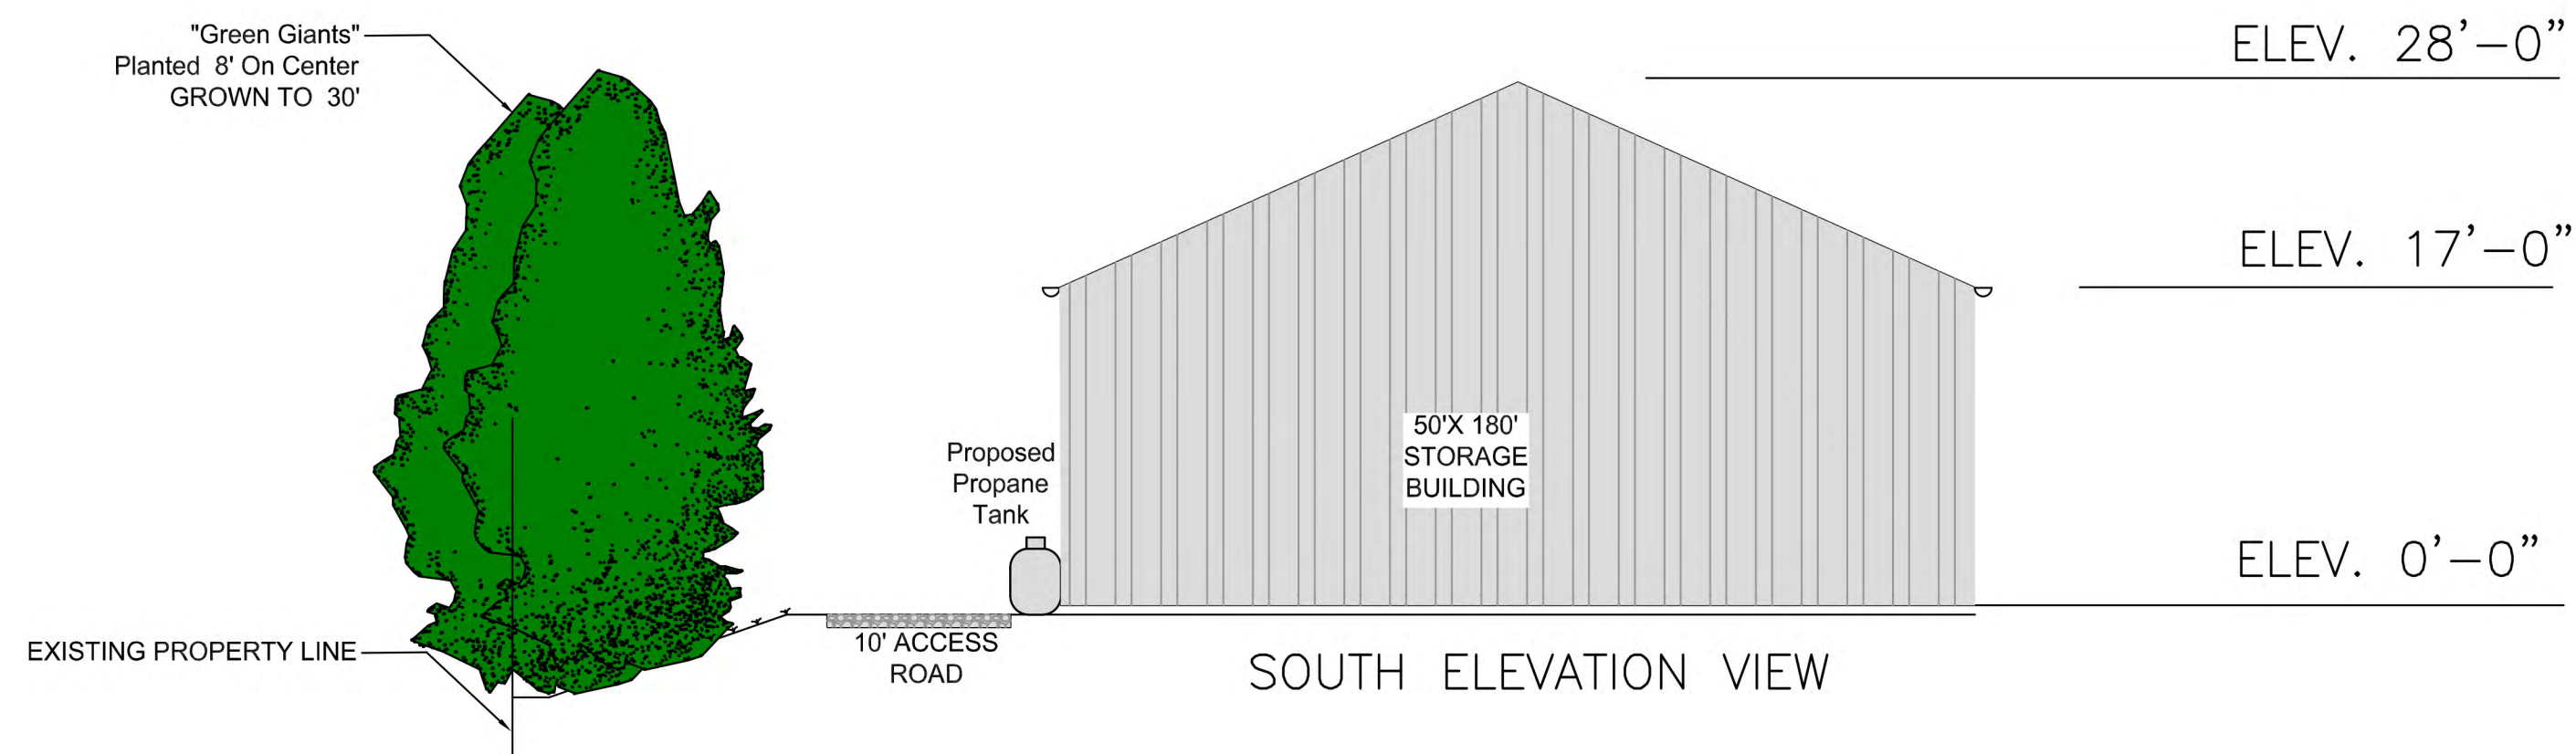 "Green Giants"
Planted 8' On Center
GROWN TO 30'
ELEV. 28'-0"
ELEV. 17'-0"
50'X 180'
STORAGE
BUILDING
Proposed
Propane
Tank
ELEV. 0'-0"
EXISTING PROPERTY LINE
10' ACCESS
ROAD
SOUTH ELEVATION VIEW